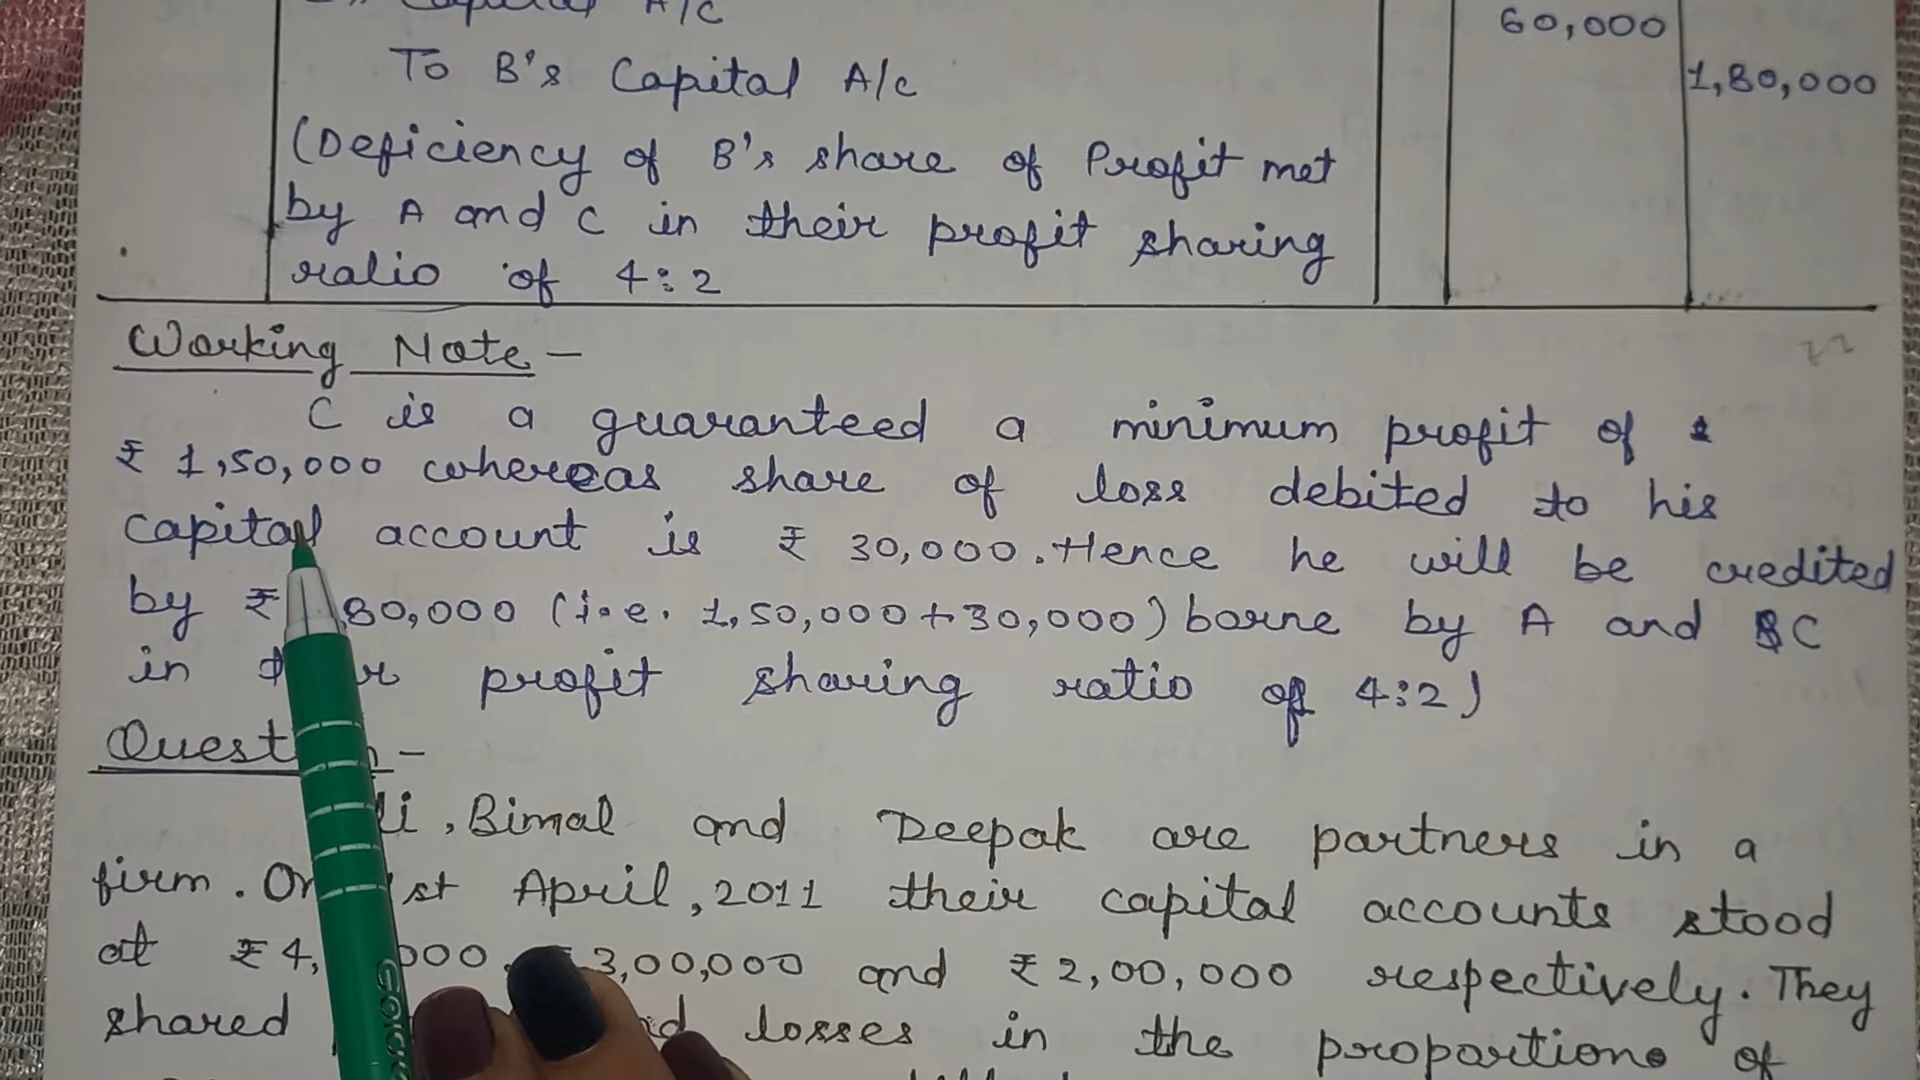 Capital A/c
60,000
To B's Capital A/c
1,80,000
(Deficiency of B's share of Profit met
by A and C in their profit sharing
ratio of 4:2
Working Note -
C is a guaranteed a minimum profit of
₹ 1,50,000 whereas share of loss debited to his
capital account is ₹ 30,000. Hence he will be credited
by ₹ 80,000 (i.e. 1,50,000+30,000) borne by A and C
in profit sharing ratio of 4:2)
Question -
, Bimal and Deepak are partners in a
firm. On 1st April, 2011 their capital accounts stood
at ₹ 4, 000, ₹ 3,00,000 and ₹ 2,00,000 respectively. They
shared losses in the proportions of